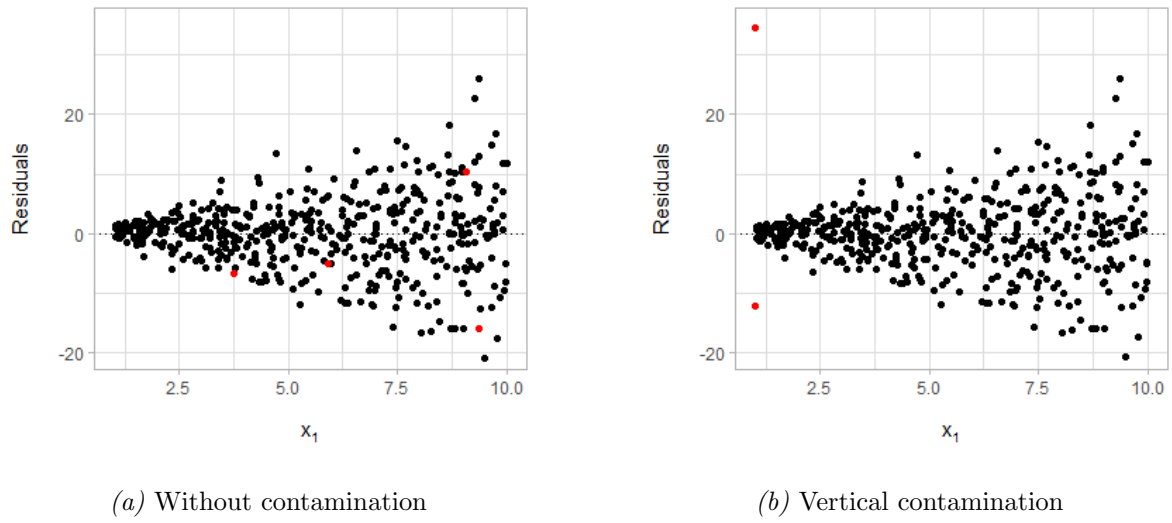 20
0
-20
Residuals
2.5 5.0 7.5 10.0
x₁
(a) Without contamination
20
0
-20
Residuals
2.5 5.0 7.5 10.0
x₁
(b) Vertical contamination